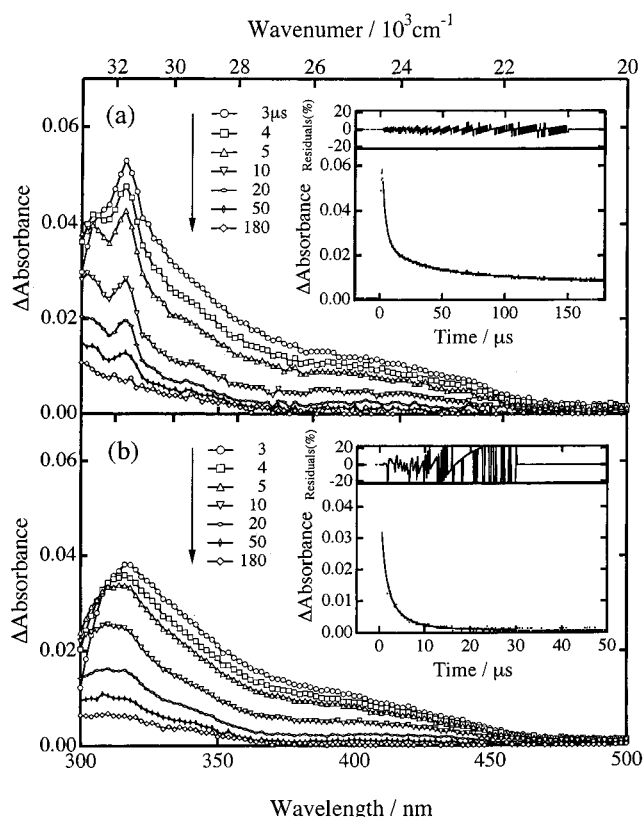 Wavenumer / 10³cm⁻¹
32 30 28 26 24 22 20
(a)
3μs
4
5
10
20
50
180
ΔAbsorbance
0.06
0.04
0.02
0.00
Residuals(%)
20
0
-20
ΔAbsorbance
0.06
0.04
0.02
0.00
0 50 100 150
Time / μs
(b)
3
4
5
10
20
50
180
ΔAbsorbance
0.06
0.04
0.02
0.00
Residuals(%)
20
0
-20
ΔAbsorbance
0.04
0.03
0.02
0.01
0.00
0 10 20 30 40 50
Time / μs
300 350 400 450 500
Wavelength / nm